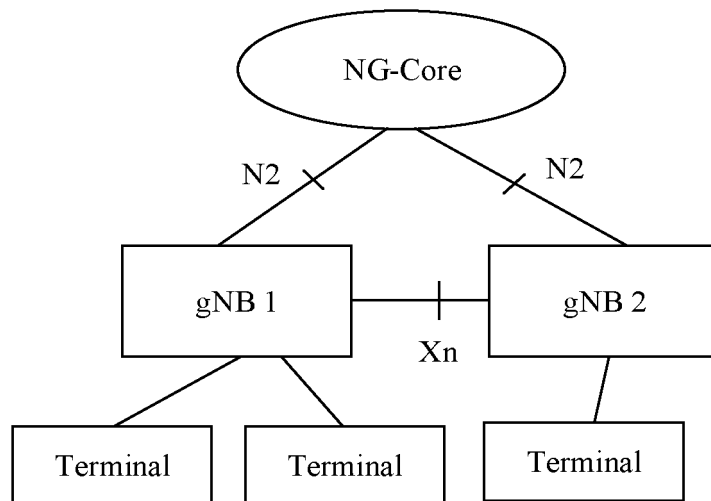 NG-Core
N2
N2
gNB 1
gNB 2
Xn
Terminal
Terminal
Terminal